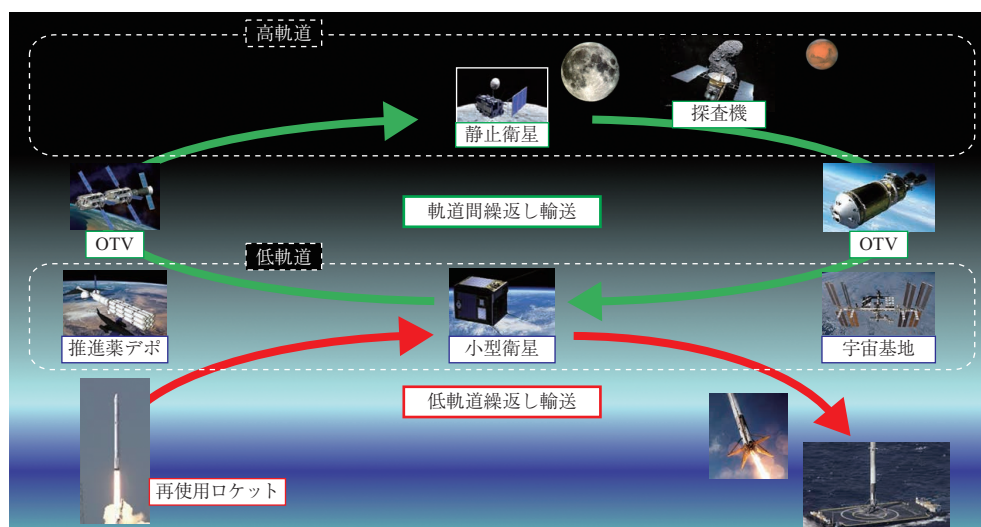 高軌道
静止衛星
探査機
OTV
軌道間繰返し輸送
OTV
低軌道
推進薬デポ
小型衛星
宇宙基地
低軌道繰返し輸送
再使用ロケット